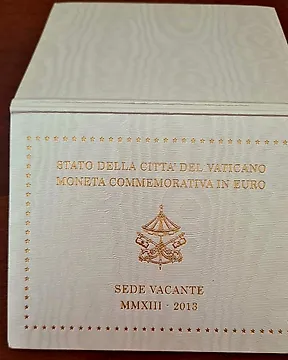 STATO DELLA CITTA' DEL VATICANO
MONETA COMMEMORATIVA IN EURO
SEDE VACANTE
MMXIII · 2013